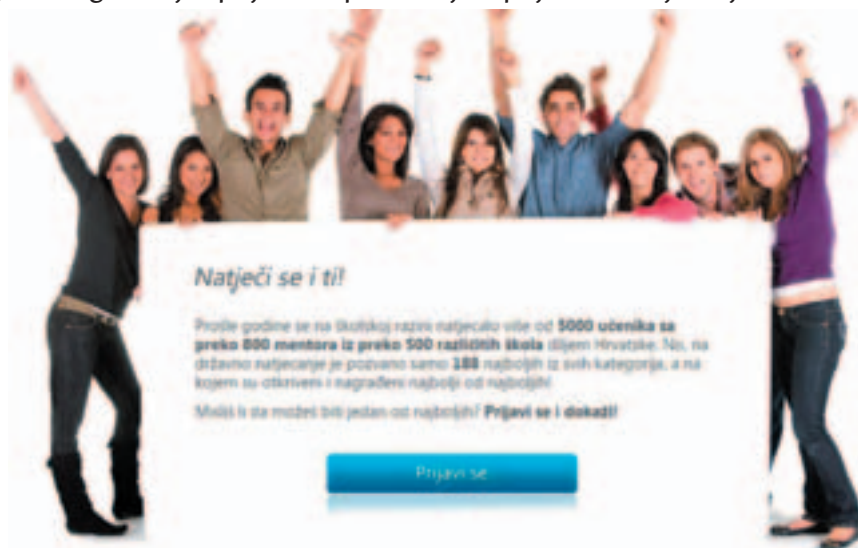 Natječi se i ti!
Prošle godine se na školskoj razini natjecalo više od 5000 učenika sa
preko 800 mentora iz preko 500 različitih škola diljem Hrvatske. No, na
državno natjecanje je pozvano samo 188 najboljih iz svih kategorija, a na
kojem su otkriveni i nagrađeni najbolji od najboljih!
Misliš li da možeš biti jedan od najboljih? Prijavi se i dokaži!
Prijavi se